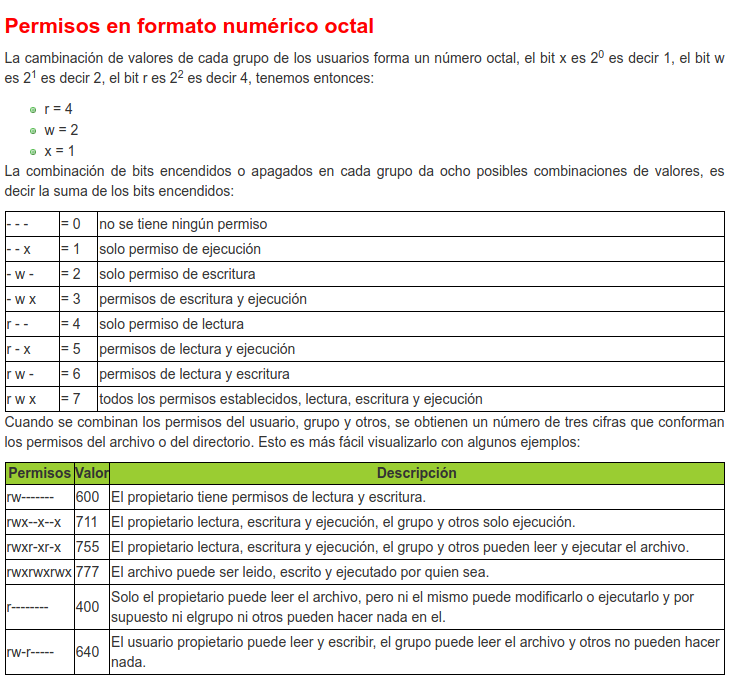 Permisos en formato numérico octal
La cambinación de valores de cada grupo de los usuarios forma un número octal, el bit x es 2⁰ es decir 1, el bit w
es 2¹ es decir 2, el bit r es 2² es decir 4, tenemos entonces:
r = 4
w = 2
x = 1
La combinación de bits encendidos o apagados en cada grupo da ocho posibles combinaciones de valores, es
decir la suma de los bits encendidos:
- - - = 0 no se tiene ningún permiso
- - x = 1 solo permiso de ejecución
- w - = 2 solo permiso de escritura
- w x = 3 permisos de escritura y ejecución
r - - = 4 solo permiso de lectura
r - x = 5 permisos de lectura y ejecución
r w - = 6 permisos de lectura y escritura
r w x = 7 todos los permisos establecidos, lectura, escritura y ejecución
Cuando se combinan los permisos del usuario, grupo y otros, se obtienen un número de tres cifras que conforman
los permisos del archivo o del directorio. Esto es más fácil visualizarlo con algunos ejemplos:
Permisos Valor Descripción
rw------- 600 El propietario tiene permisos de lectura y escritura.
rwx--x--x 711 El propietario lectura, escritura y ejecución, el grupo y otros solo ejecución.
rwxr-xr-x 755 El propietario lectura, escritura y ejecución, el grupo y otros pueden leer y ejecutar el archivo.
rwxrwxrwx 777 El archivo puede ser leido, escrito y ejecutado por quien sea.
r-------- 400 Solo el propietario puede leer el archivo, pero ni el mismo puede modificarlo o ejecutarlo y por
supuesto ni elgrupo ni otros pueden hacer nada en el.
rw-r----- 640 El usuario propietario puede leer y escribir, el grupo puede leer el archivo y otros no pueden hacer
nada.